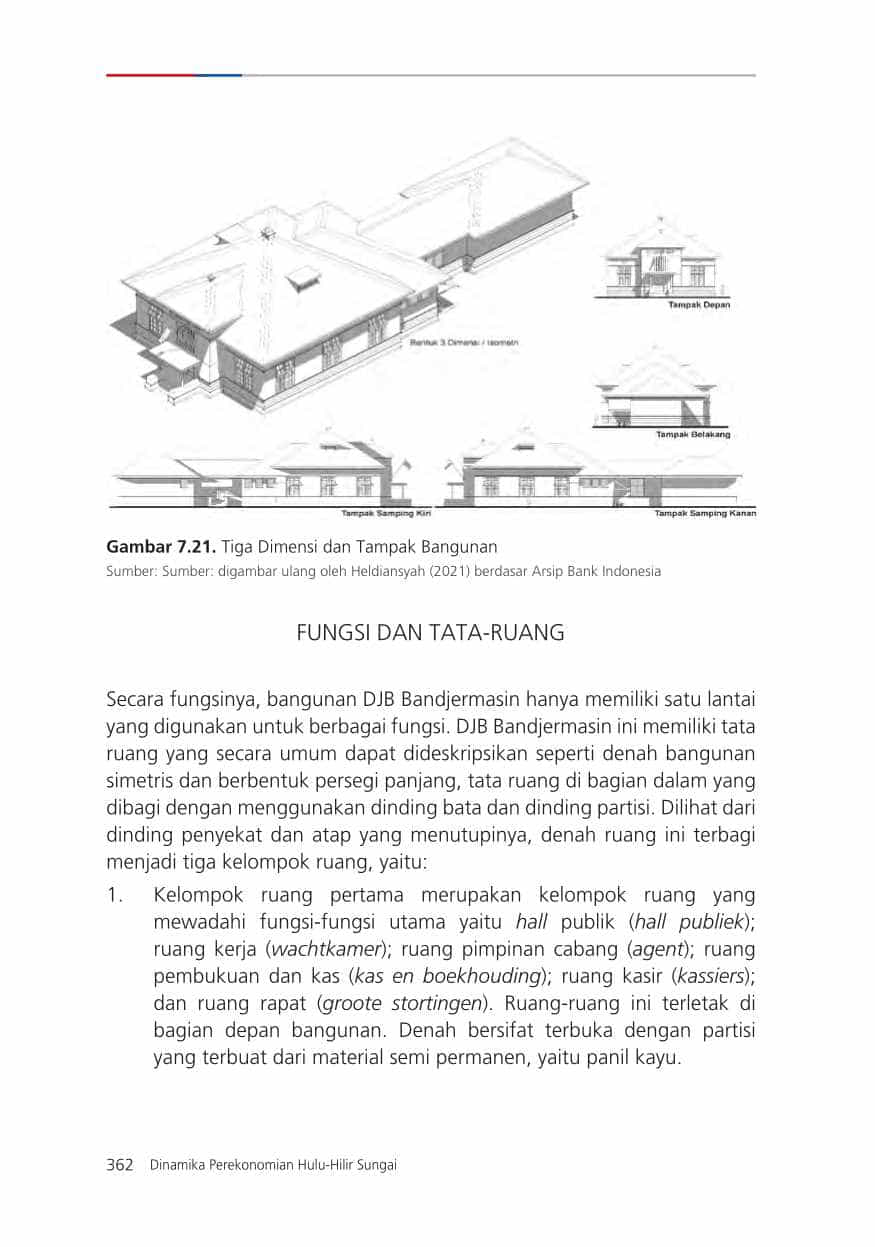 Tampak Depan
Bentuk 3 Dimensi / Isometri
Tampak Belakang
Tampak Samping Kiri
Tampak Samping Kanan
Gambar 7.21. Tiga Dimensi dan Tampak Bangunan
Sumber: Sumber: digambar ulang oleh Heldiansyah (2021) berdasar Arsip Bank Indonesia
FUNGSI DAN TATA-RUANG
Secara fungsinya, bangunan DJB Bandjermasin hanya memiliki satu lantai
yang digunakan untuk berbagai fungsi. DJB Bandjermasin ini memiliki tata
ruang yang secara umum dapat dideskripsikan seperti denah bangunan
simetris dan berbentuk persegi panjang, tata ruang di bagian dalam yang
dibagi dengan menggunakan dinding bata dan dinding partisi. Dilihat dari
dinding penyekat dan atap yang menutupinya, denah ruang ini terbagi
menjadi tiga kelompok ruang, yaitu:
1. Kelompok ruang pertama merupakan kelompok ruang yang
mewadahi fungsi-fungsi utama yaitu hall publik (hall publiek);
ruang kerja (wachtkamer); ruang pimpinan cabang (agent); ruang
pembukuan dan kas (kas en boekhouding); ruang kasir (kassiers);
dan ruang rapat (groote stortingen). Ruang-ruang ini terletak di
bagian depan bangunan. Denah bersifat terbuka dengan partisi
yang terbuat dari material semi permanen, yaitu panil kayu.
362 Dinamika Perekonomian Hulu-Hilir Sungai